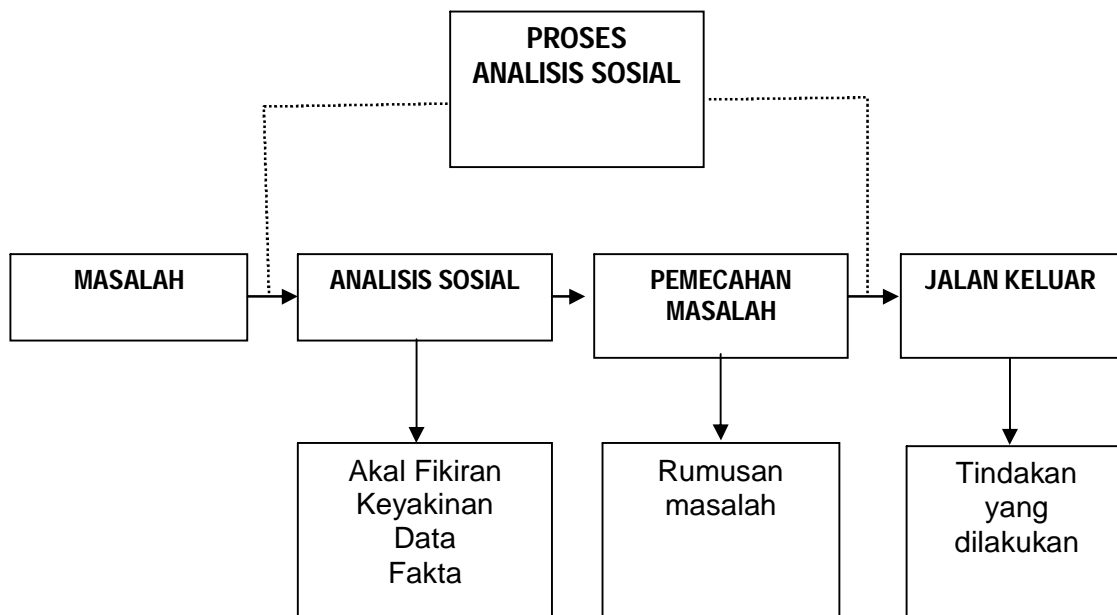 PROSES
ANALISIS SOSIAL
MASALAH
ANALISIS SOSIAL
PEMECAHAN
MASALAH
JALAN KELUAR
Akal Fikiran
Keyakinan
Data
Fakta
Rumusan
masalah
Tindakan
yang
dilakukan